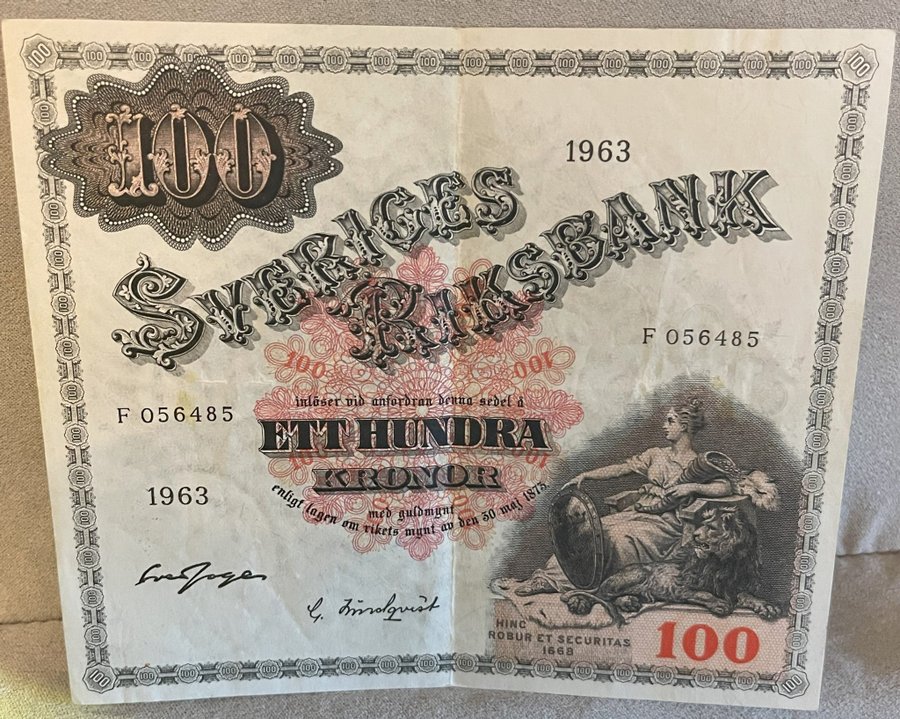 100
1963
SVERIGES
RIKSBANK
F 056485
100 100
inlöser vid anfordran denna sedel å
F 056485
ETT HUNDRA
KRONOR
enligt lagen om rikets mynt av den 30 maj 1873
med guldmynt
1963
G. Lindqvist
HINC
ROBUR ET SECURITAS
1668
100